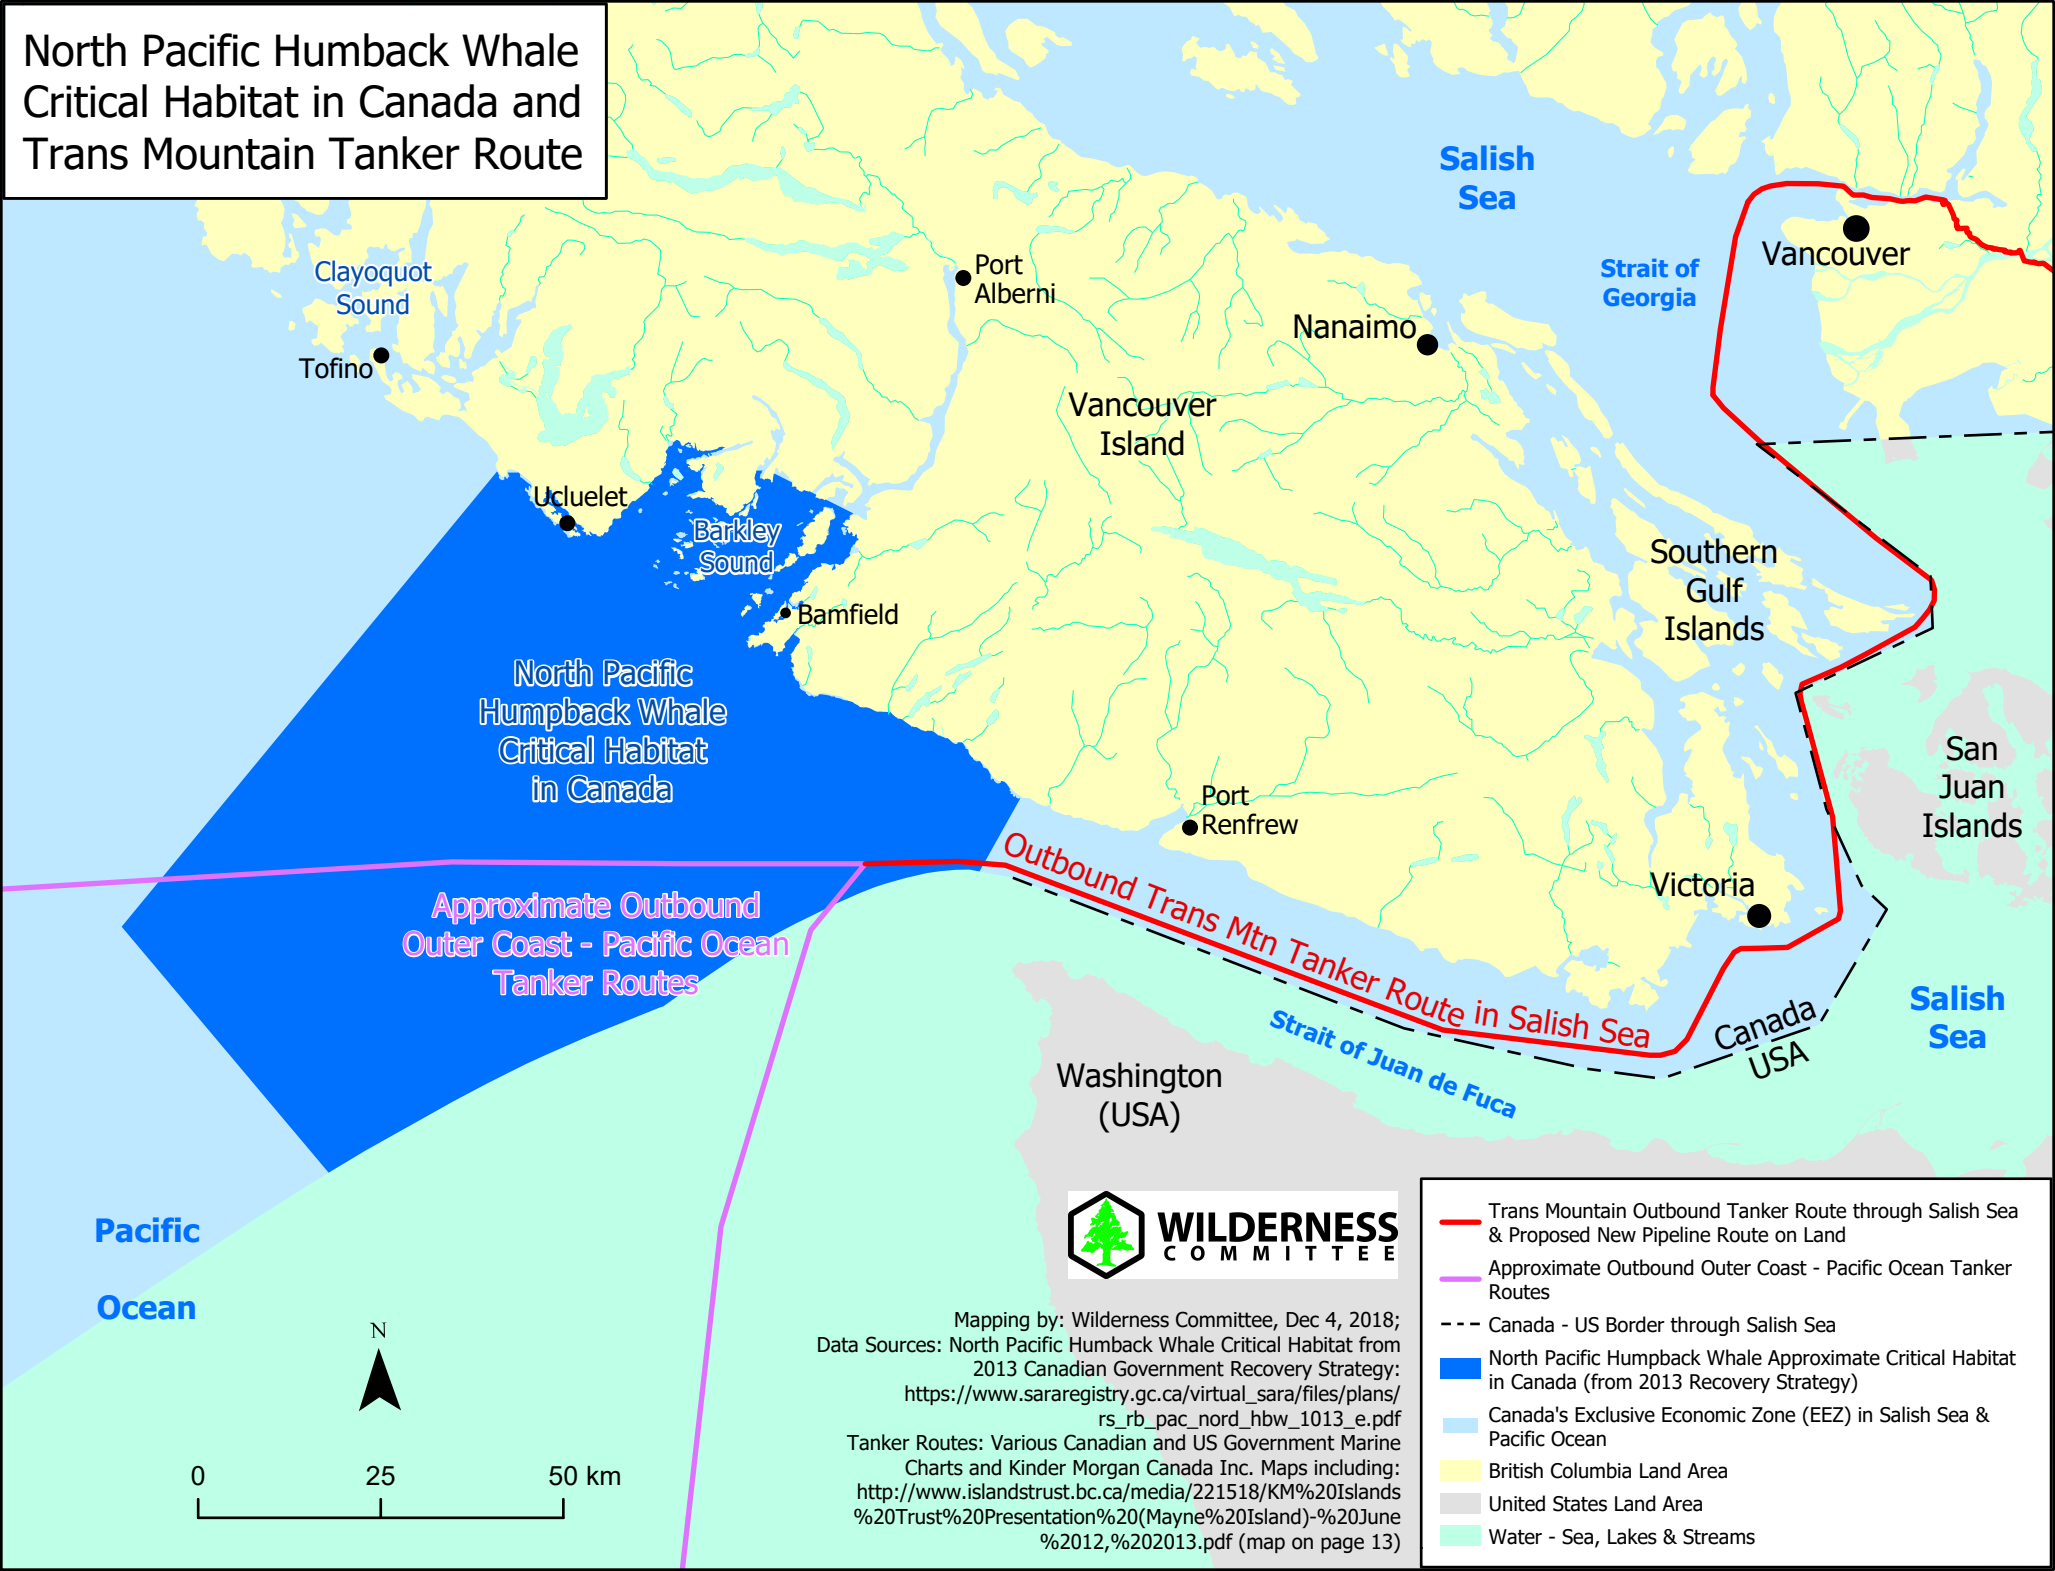 North Pacific Humback Whale
Critical Habitat in Canada and
Trans Mountain Tanker Route
Salish
Sea
Vancouver
Strait of
Georgia
Clayoquot
Sound
Port
Alberni
Nanaimo
Tofino
Vancouver
Island
Ucluelet
Barkley
Sound
Southern
Gulf
Islands
Bamfield
North Pacific
Humpback Whale
Critical Habitat
in Canada
San
Juan
Islands
Port
Renfrew
Outbound Trans Mtn Tanker Route in Salish Sea
Victoria
Approximate Outbound
Outer Coast - Pacific Ocean
Tanker Routes
Salish
Sea
Canada
USA
Strait of Juan de Fuca
Washington
(USA)
Pacific
Ocean
WILDERNESS
COMMITTEE
Mapping by: Wilderness Committee, Dec 4, 2018;
Data Sources: North Pacific Humback Whale Critical Habitat from
2013 Canadian Government Recovery Strategy:
https://www.sararegistry.gc.ca/virtual_sara/files/plans/
rs_rb_pac_nord_hbw_1013_e.pdf
Tanker Routes: Various Canadian and US Government Marine
Charts and Kinder Morgan Canada Inc. Maps including:
http://www.islandstrust.bc.ca/media/221518/KM%20Islands
%20Trust%20Presentation%20(Mayne%20Island)-%20June
%2012,%202013.pdf (map on page 13)
N
0 25 50 km
Trans Mountain Outbound Tanker Route through Salish Sea
& Proposed New Pipeline Route on Land
Approximate Outbound Outer Coast - Pacific Ocean Tanker
Routes
Canada - US Border through Salish Sea
North Pacific Humpback Whale Approximate Critical Habitat
in Canada (from 2013 Recovery Strategy)
Canada's Exclusive Economic Zone (EEZ) in Salish Sea &
Pacific Ocean
British Columbia Land Area
United States Land Area
Water - Sea, Lakes & Streams